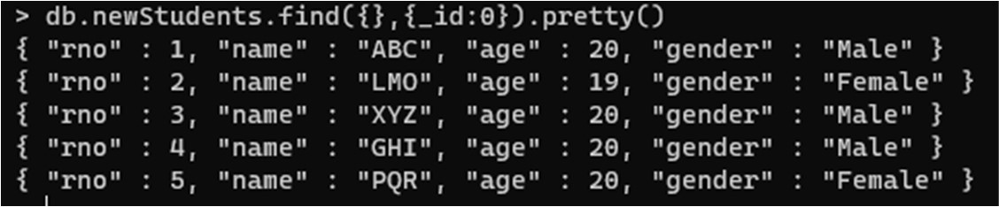 > db.newStudents.find({},{_id:0}).pretty()
{ "rno" : 1, "name" : "ABC", "age" : 20, "gender" : "Male" }
{ "rno" : 2, "name" : "LMO", "age" : 19, "gender" : "Female" }
{ "rno" : 3, "name" : "XYZ", "age" : 20, "gender" : "Male" }
{ "rno" : 4, "name" : "GHI", "age" : 20, "gender" : "Male" }
{ "rno" : 5, "name" : "PQR", "age" : 20, "gender" : "Female" }